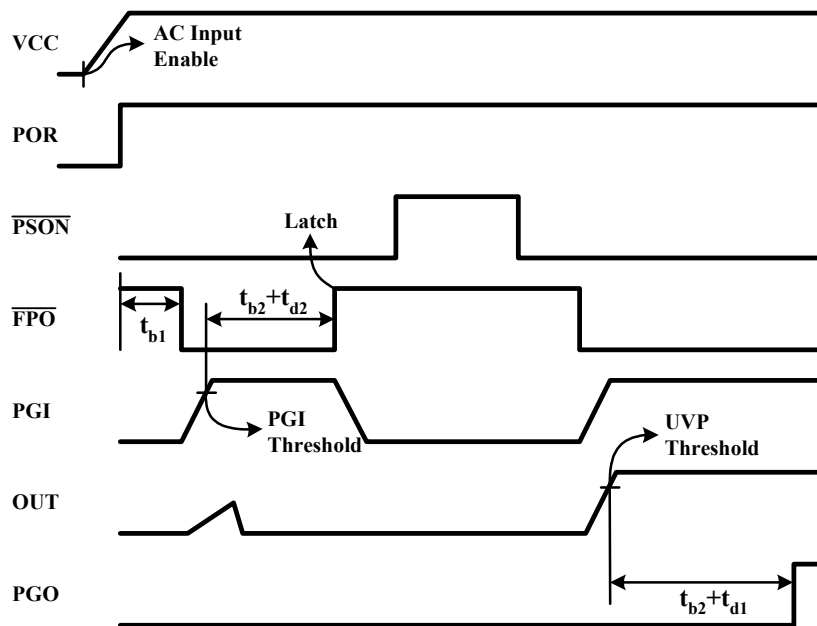 VCC
AC Input
Enable
POR
PSON
Latch
FPO
tb1
tb2+td2
PGI
PGI
Threshold
UVP
Threshold
OUT
PGO
tb2+td1